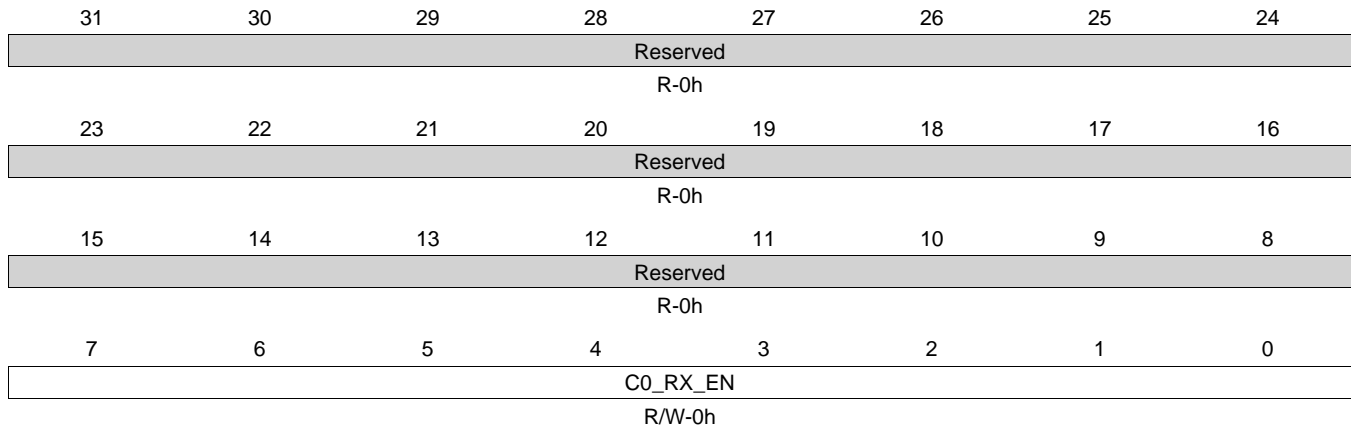 31 30 29 28 27 26 25 24
Reserved
R-0h
23 22 21 20 19 18 17 16
Reserved
R-0h
15 14 13 12 11 10 9 8
Reserved
R-0h
7 6 5 4 3 2 1 0
C0_RX_EN
R/W-0h